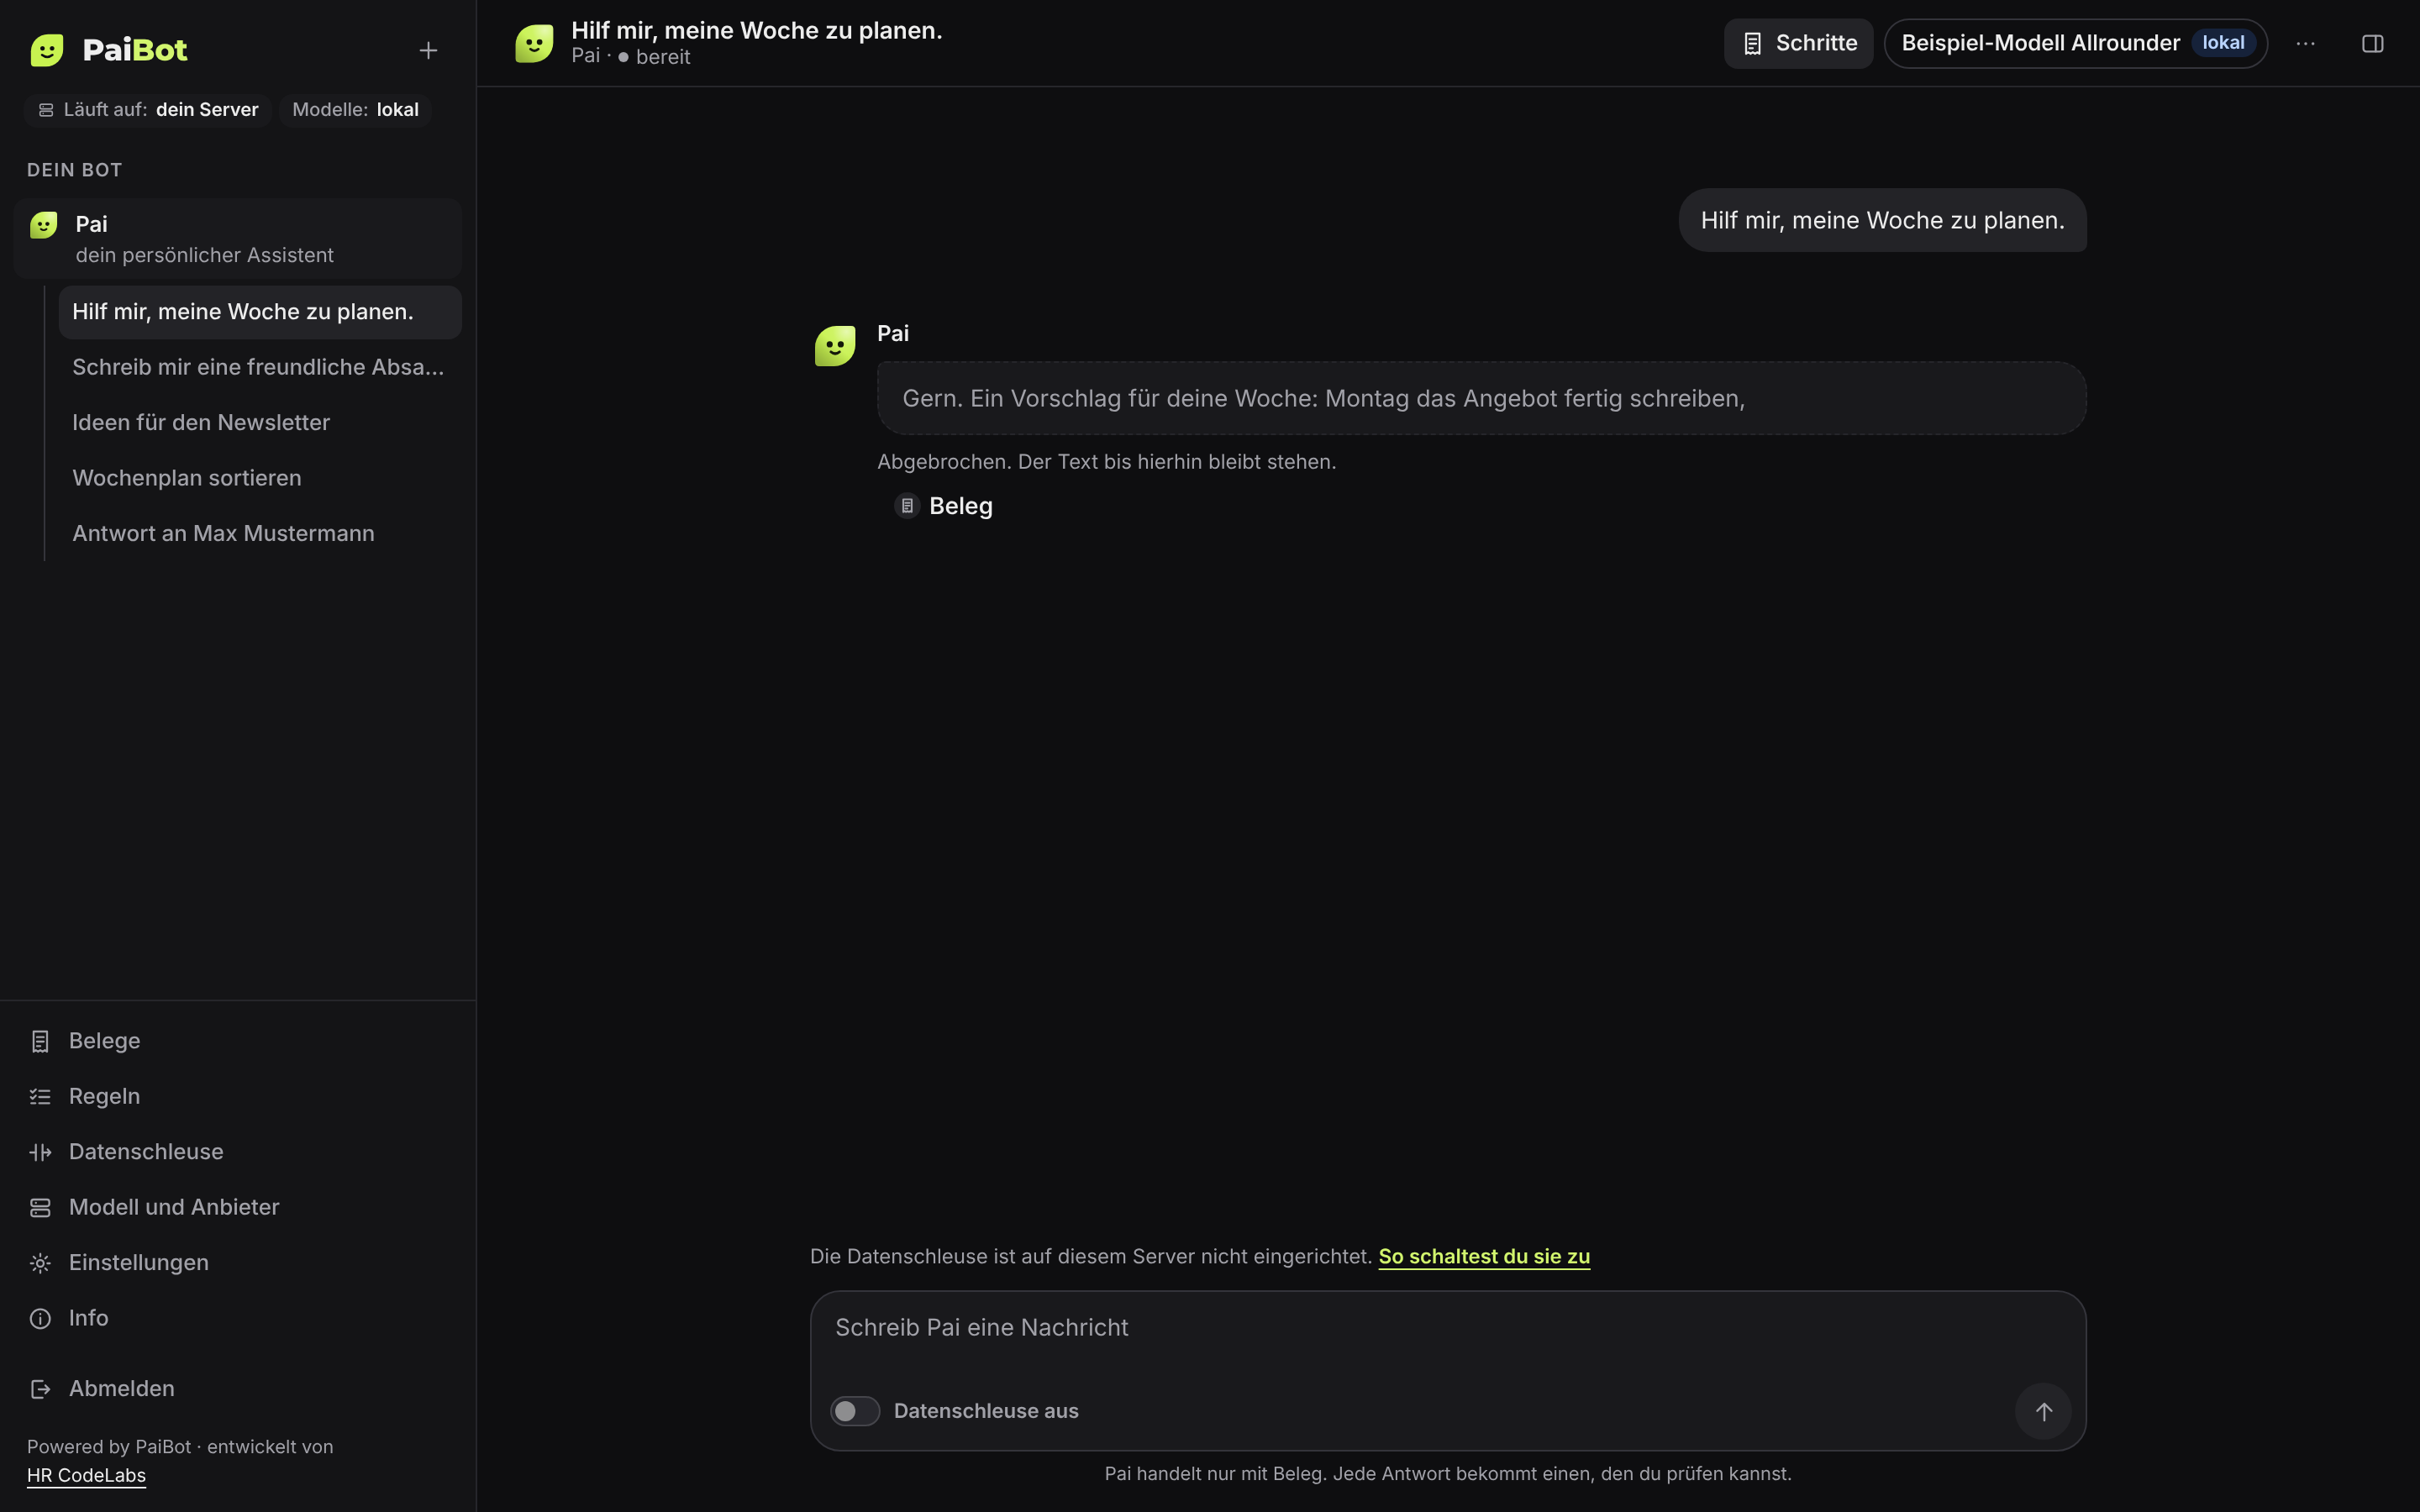 PaiBot
Läuft auf: dein Server
Modelle: lokal
DEIN BOT
Pai
dein persönlicher Assistent
Hilf mir, meine Woche zu planen.
Schreib mir eine freundliche Absa...
Ideen für den Newsletter
Wochenplan sortieren
Antwort an Max Mustermann
Belege
Regeln
Datenschleuse
Modell und Anbieter
Einstellungen
Info
Abmelden
Powered by PaiBot · entwickelt von
HR CodeLabs
Hilf mir, meine Woche zu planen.
Pai · bereit
Schritte
Beispiel-Modell Allrounder lokal
Hilf mir, meine Woche zu planen.
Pai
Gern. Ein Vorschlag für deine Woche: Montag das Angebot fertig schreiben,
Abgebrochen. Der Text bis hierhin bleibt stehen.
Beleg
Die Datenschleuse ist auf diesem Server nicht eingerichtet. So schaltest du sie zu
Schreib Pai eine Nachricht
Datenschleuse aus
Pai handelt nur mit Beleg. Jede Antwort bekommt einen, den du prüfen kannst.